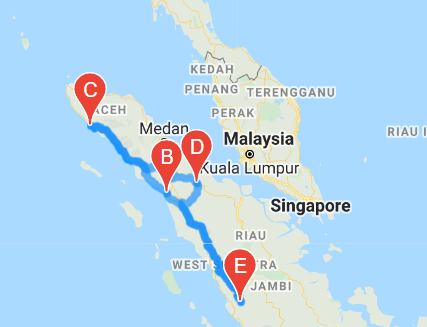 KEDAH
PENANG
TERENGGANU
C
ACEH
PERAK
Medan
Malaysia
B
D
Kuala Lumpur
RIAU I
Singapore
RIAU
WEST S
TRA
E
JAMBI